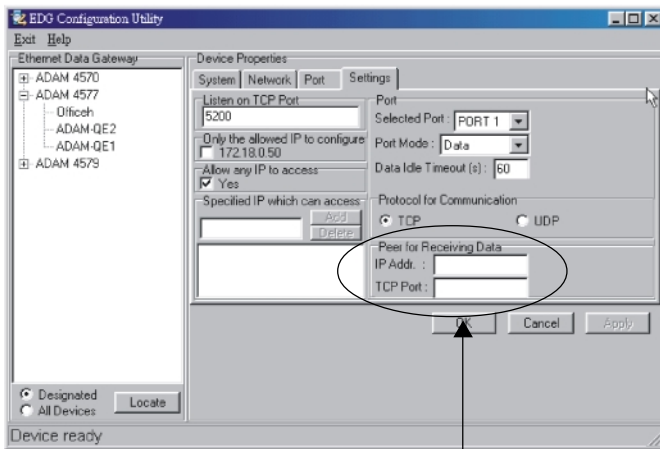 EDG Configuration Utility
Exit Help
Ethernet Data Gateway
ADAM 4570
ADAM 4577
Officeh
ADAM-QE2
ADAM-QE1
ADAM 4579
Designated
All Devices
Locate
Device Properties
System Network Port Settings
Listen on TCP Port
5200
Only the allowed IP to configure
172.18.0.50
Allow any IP to access
Yes
Specified IP which can access
Add
Delete
Port
Selected Port : PORT 1
Port Mode : Data
Data Idle Timeout (s) : 60
Protocol for Communication
TCP UDP
Peer for Receiving Data
IP Addr. :
TCP Port :
OK Cancel Apply
Device ready